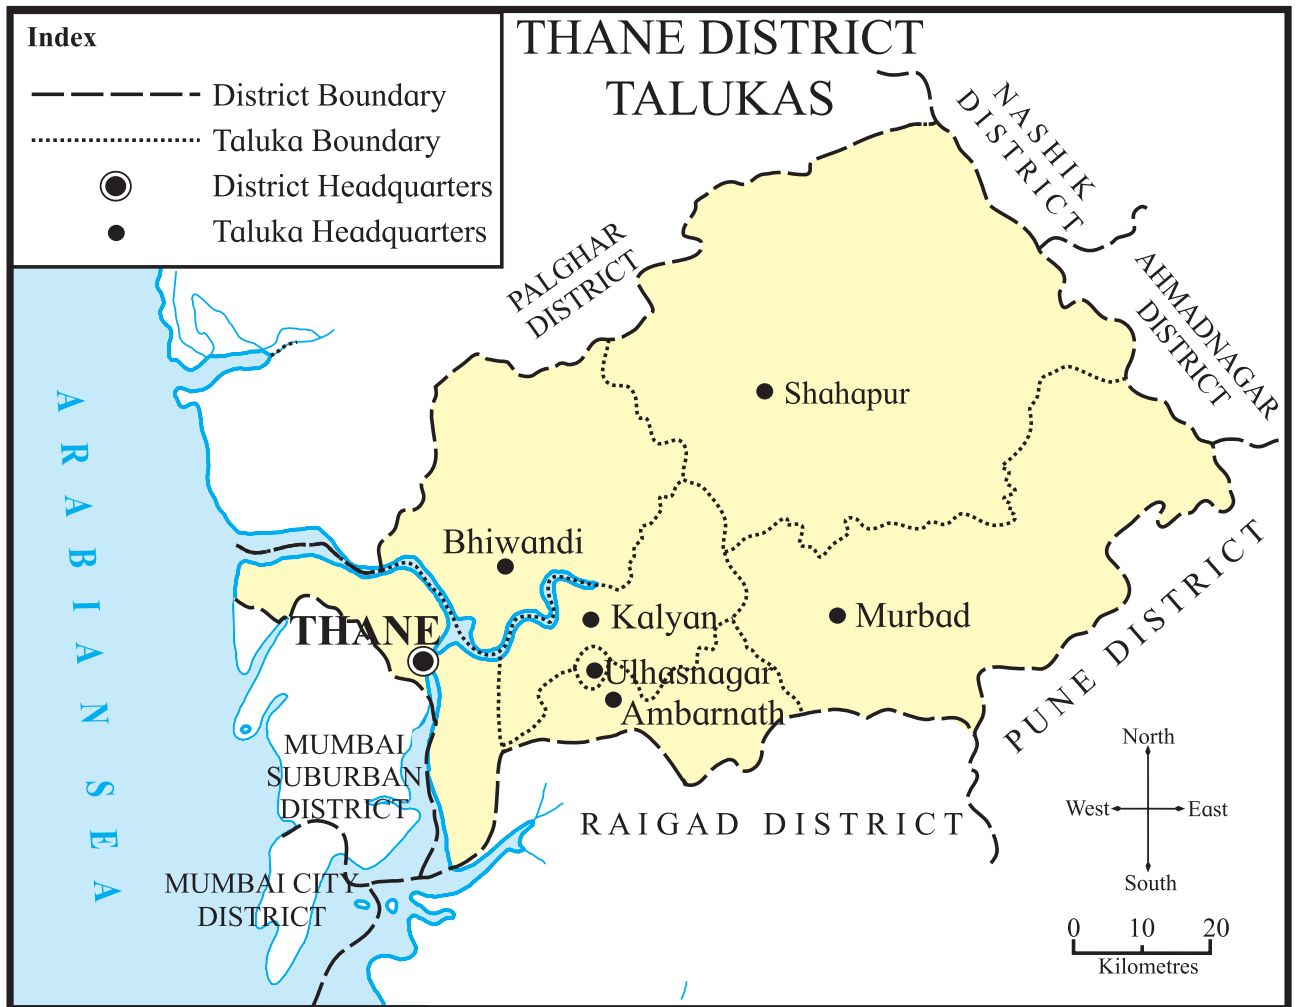 Index
District Boundary
Taluka Boundary
District Headquarters
Taluka Headquarters
THANE DISTRICT
TALUKAS
NASHIK
DISTRICT
AHMADNAGAR
DISTRICT
PALGHAR
DISTRICT
ARABIAN SEA
Shahapur
Bhiwandi
Kalyan
THANE
Murbad
Ulhasnagar
Ambarnath
PUNE DISTRICT
MUMBAI
SUBURBAN
DISTRICT
RAIGAD DISTRICT
MUMBAI CITY
DISTRICT
North
West
East
South
0 10 20
Kilometres